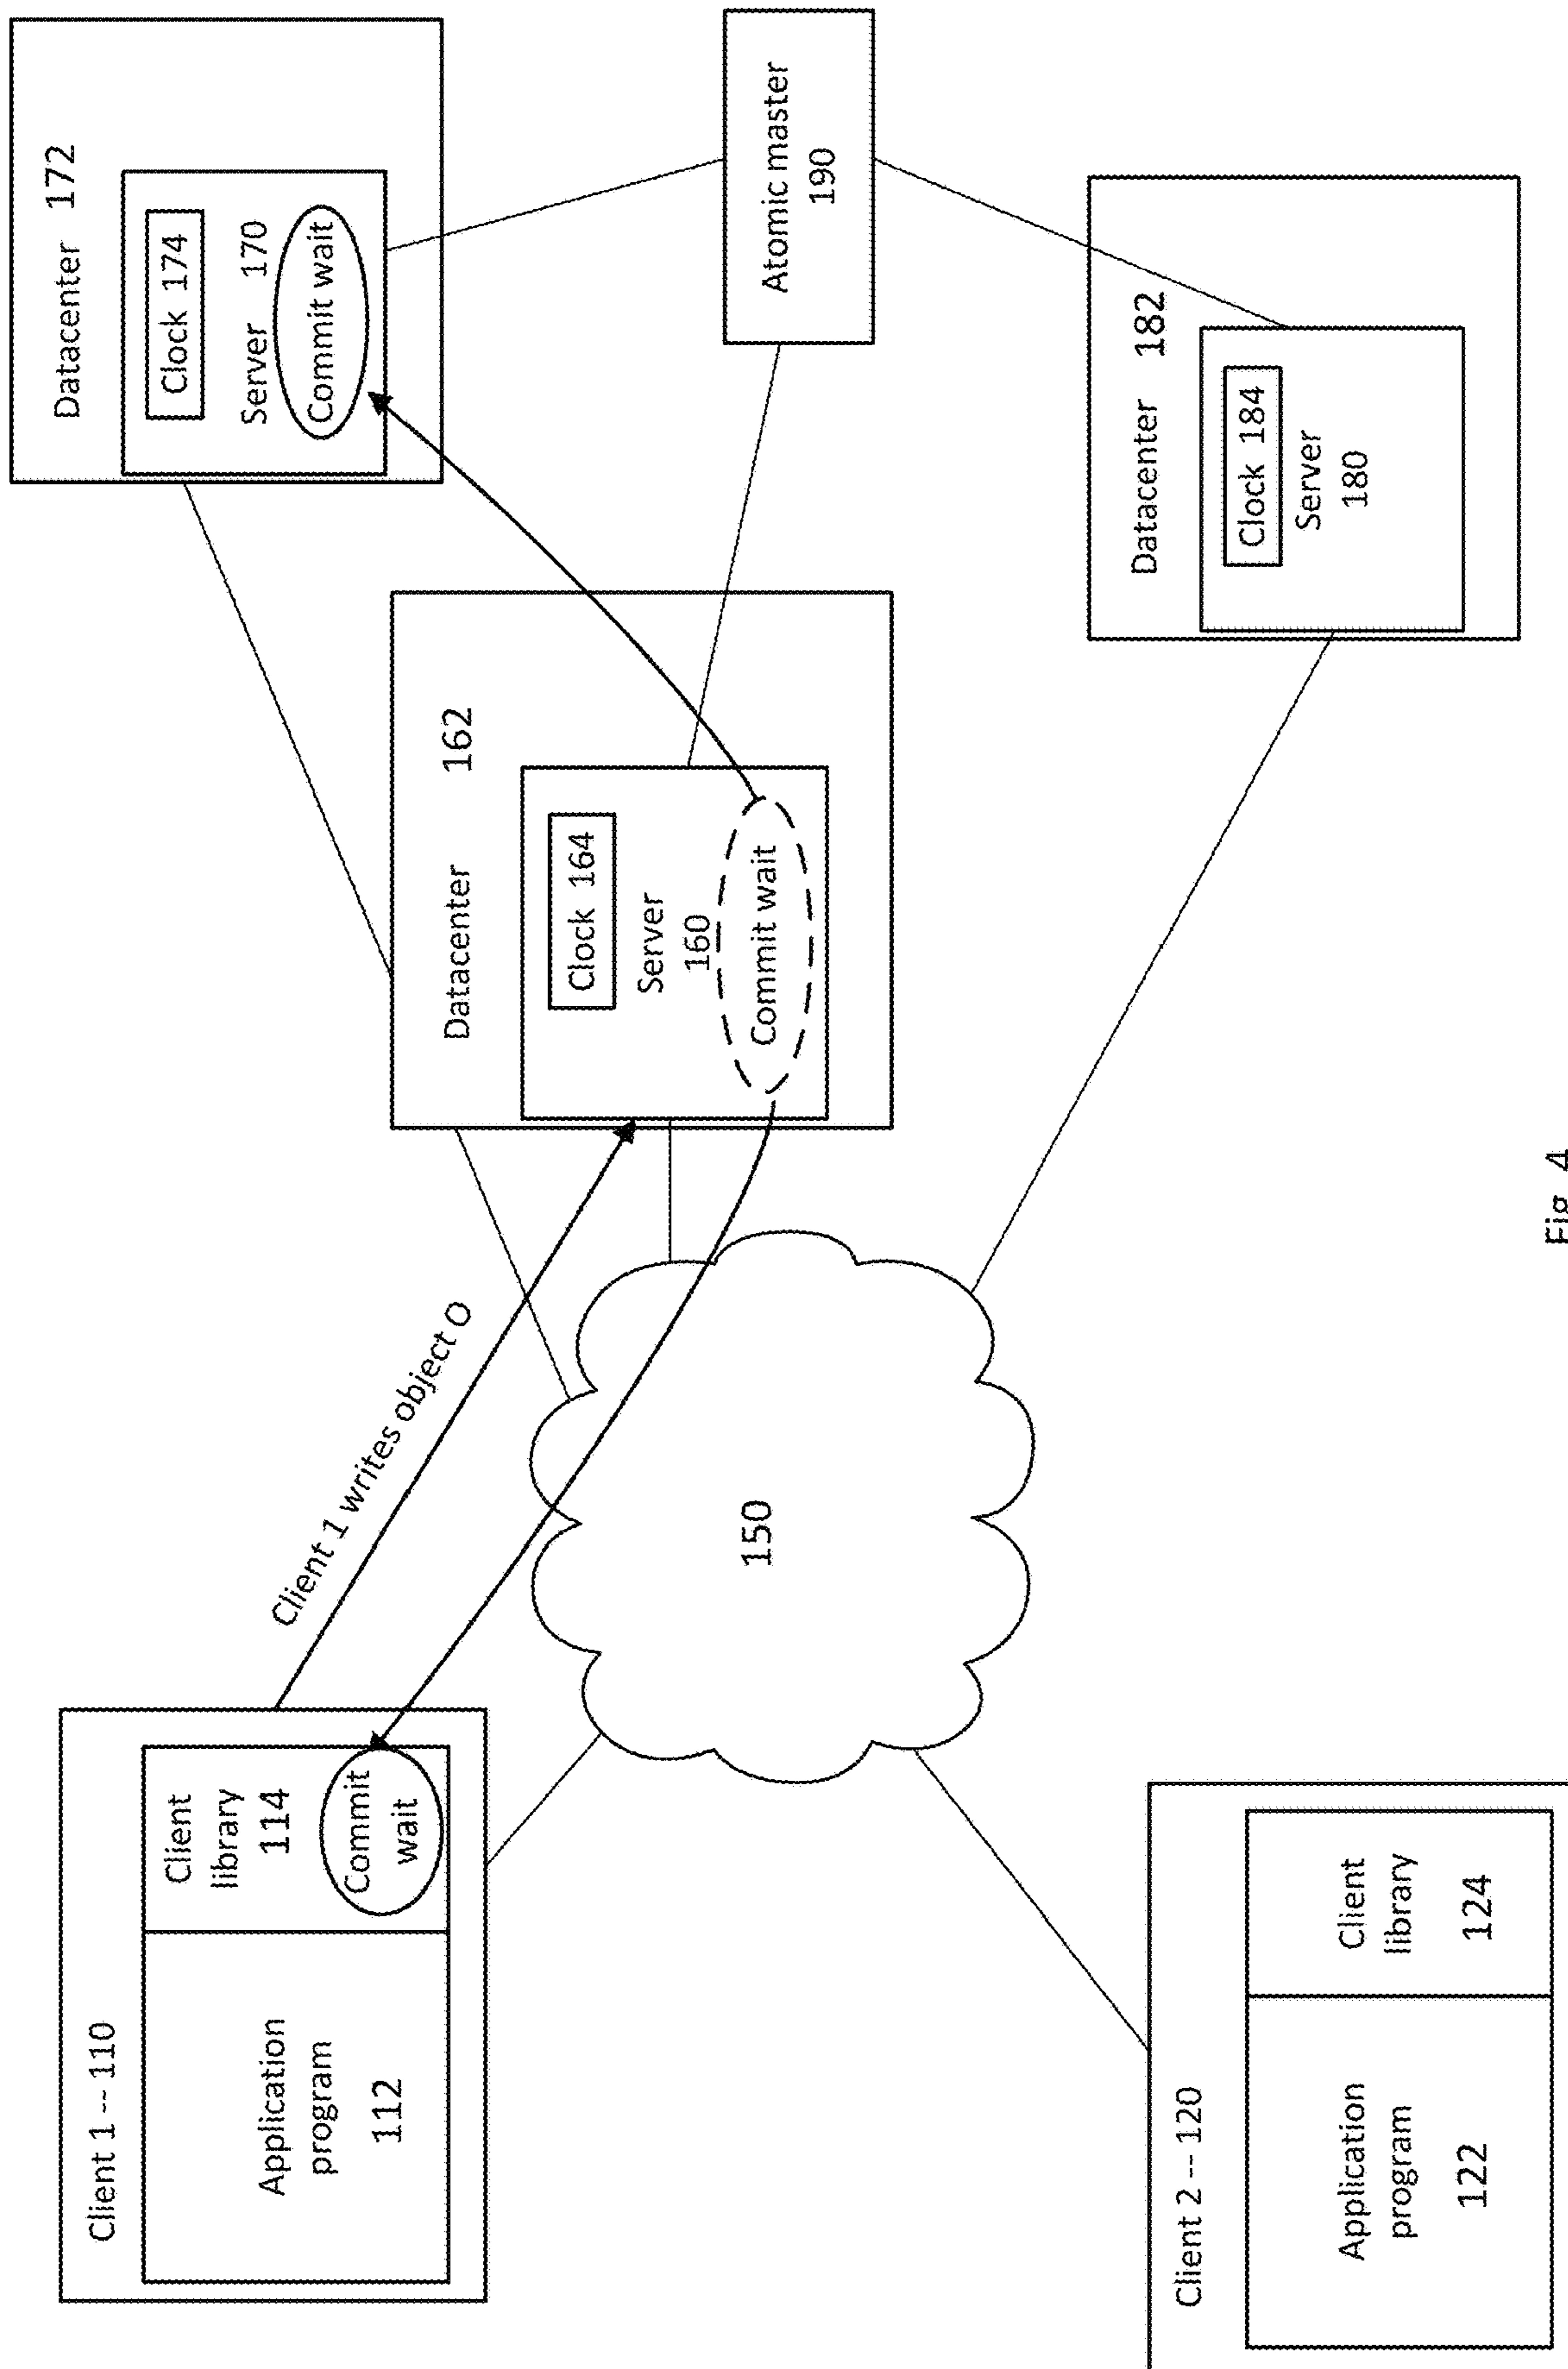 Client 1 -- 110
Application
program
112
Client
library
114
Commit
wait
Client 1 writes object O
Datacenter 162
Clock 164
Server
160
Commit wait
Datacenter 172
Clock 174
Server 170
Commit wait
150
Atomic master
190
Client 2 -- 120
Application
program
122
Client
library
124
Datacenter 182
Clock 184
Server
180
Fig. 4